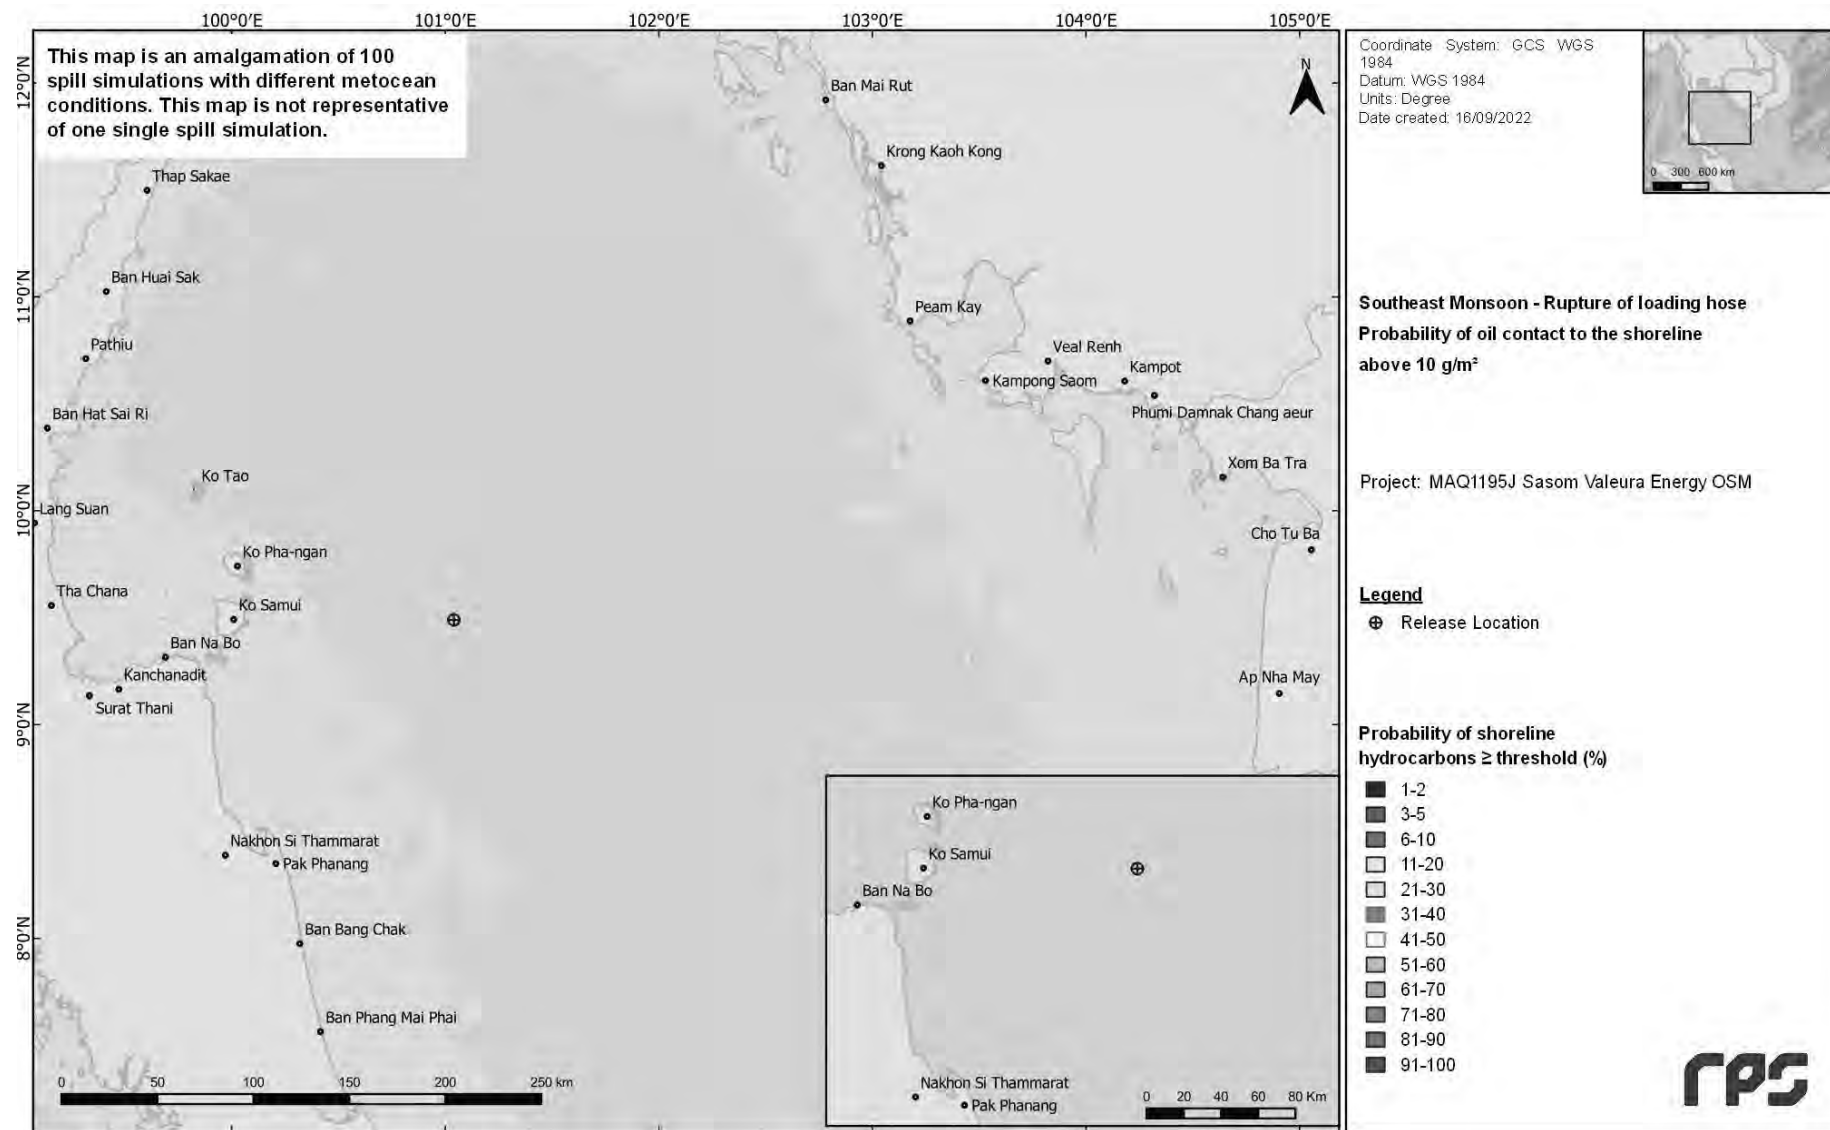 100°0'E
101°0'E
102°0'E
103°0'E
104°0'E
105°0'E
12°0'N
11°0'N
10°0'N
9°0'N
8°0'N
This map is an amalgamation of 100
spill simulations with different metocean
conditions. This map is not representative
of one single spill simulation.
Ban Mai Rut
Krong Kaoh Kong
Thap Sakae
Ban Huai Sak
Peam Kay
Pathiu
Veal Renh
Kampot
Kampong Saom
Ban Hat Sai Ri
Phumi Damnak Chang aeur
Ko Tao
Xom Ba Tra
Lang Suan
Cho Tu Ba
Ko Pha-ngan
Tha Chana
Ko Samui
Ban Na Bo
Kanchanadit
Surat Thani
Ap Nha May
Nakhon Si Thammarat
Pak Phanang
Ban Bang Chak
Ban Phang Mai Phai
0 50 100 150 200 250 km
N
Ko Pha-ngan
Ko Samui
Ban Na Bo
Nakhon Si Thammarat
Pak Phanang
0 20 40 60 80 Km
Coordinate System: GCS WGS
1984
Datum: WGS 1984
Units: Degree
Date created: 16/09/2022
0 300 600 km
Southeast Monsoon - Rupture of loading hose
Probability of oil contact to the shoreline
above 10 g/m²
Project: MAQ1195J Sasom Valeura Energy OSM
Legend
Release Location
Probability of shoreline
hydrocarbons ≥ threshold (%)
1-2
3-5
6-10
11-20
21-30
31-40
41-50
51-60
61-70
71-80
81-90
91-100
rps